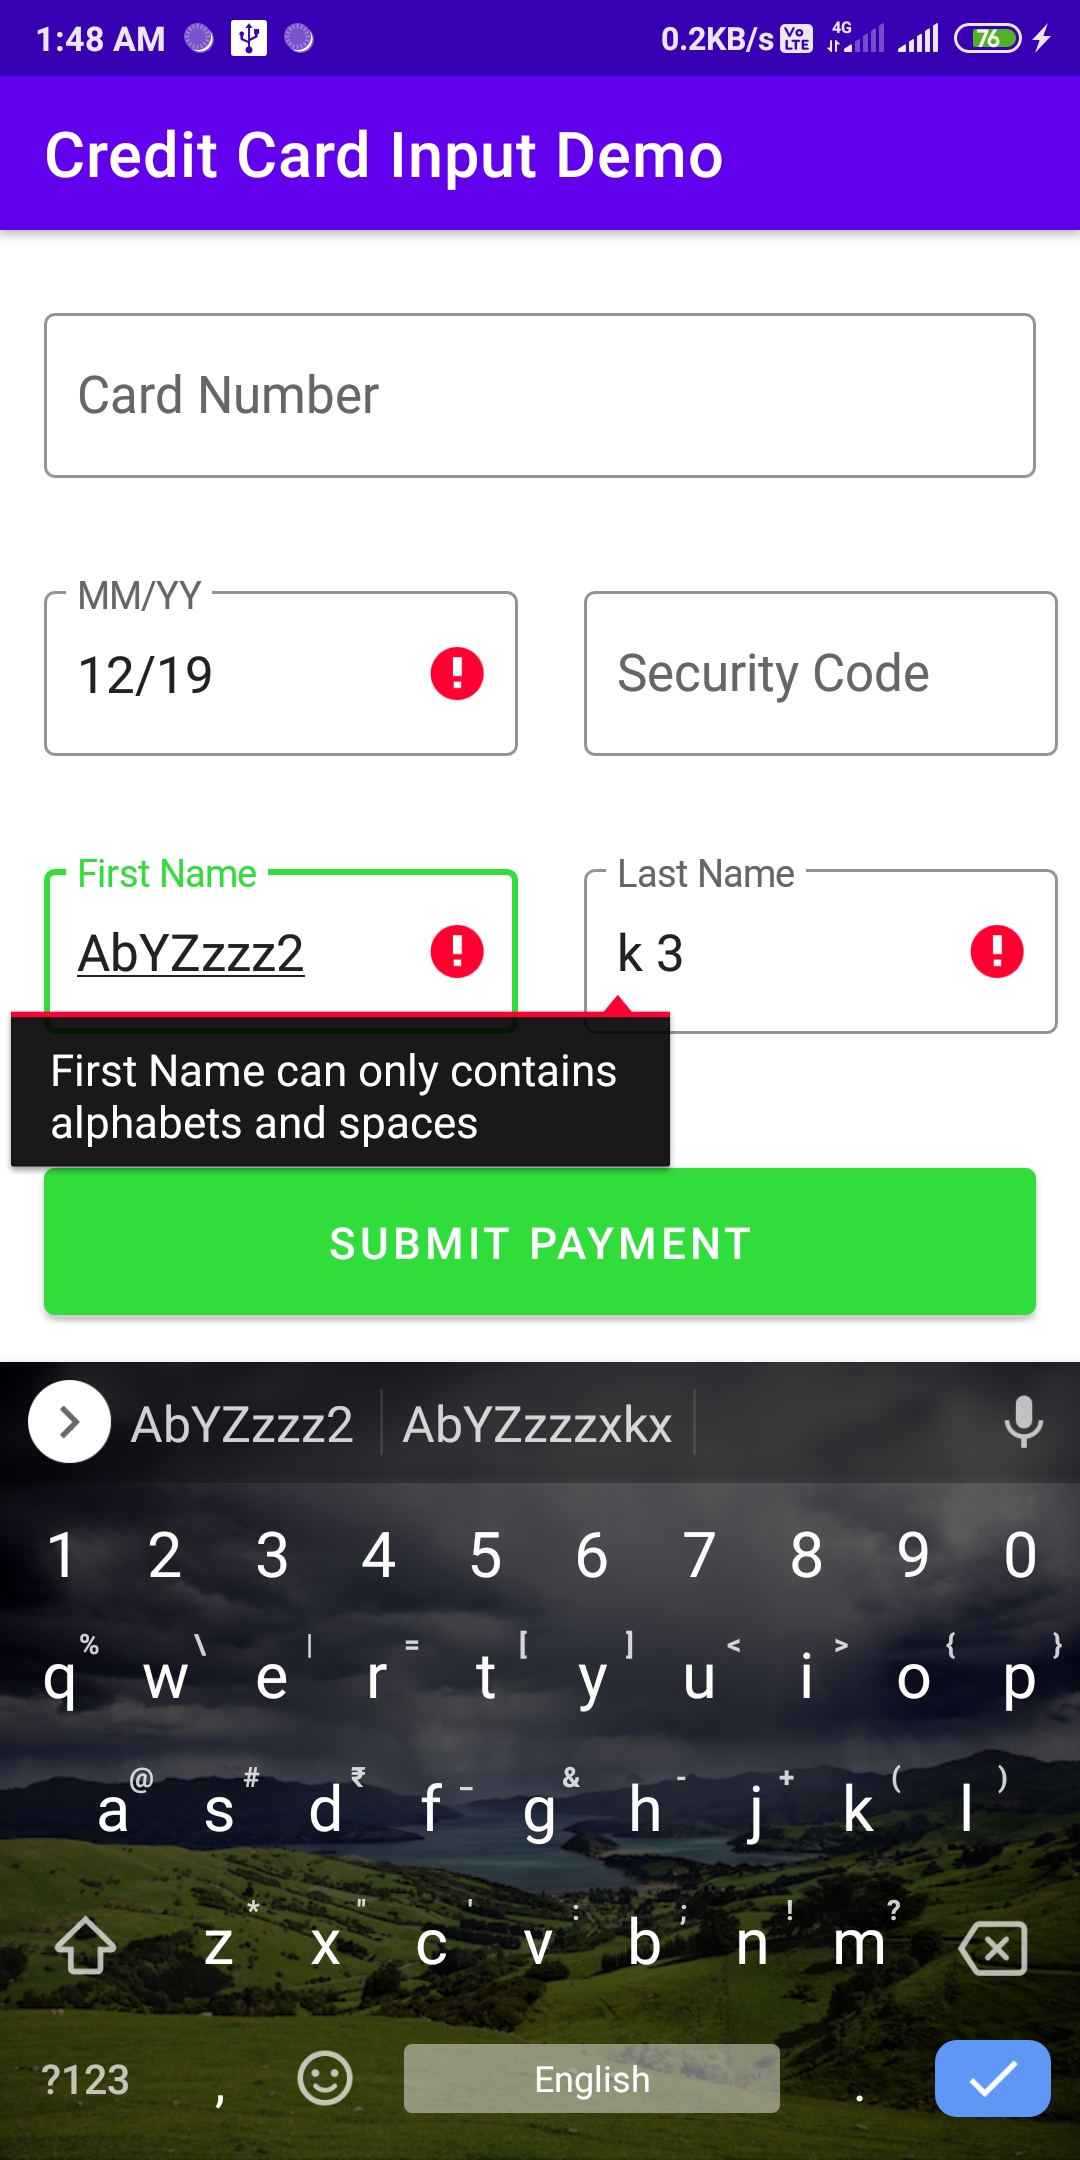 1:48 AM 0.2KB/s Vo LTE 4G 76
Credit Card Input Demo
Card Number
MM/YY
12/19
Security Code
First Name
AbYZzzz2
Last Name
k 3
First Name can only contains
alphabets and spaces
SUBMIT PAYMENT
AbYZzzz2 AbYZzzzxkx
1 2 3 4 5 6 7 8 9 0
% \ | = [ ] < > { }
q w e r t y u i o p
@ # ₹ _ & - + ( )
a s d f g h j k l
* " ' : ; ! ?
z x c v b n m
?123 , English .